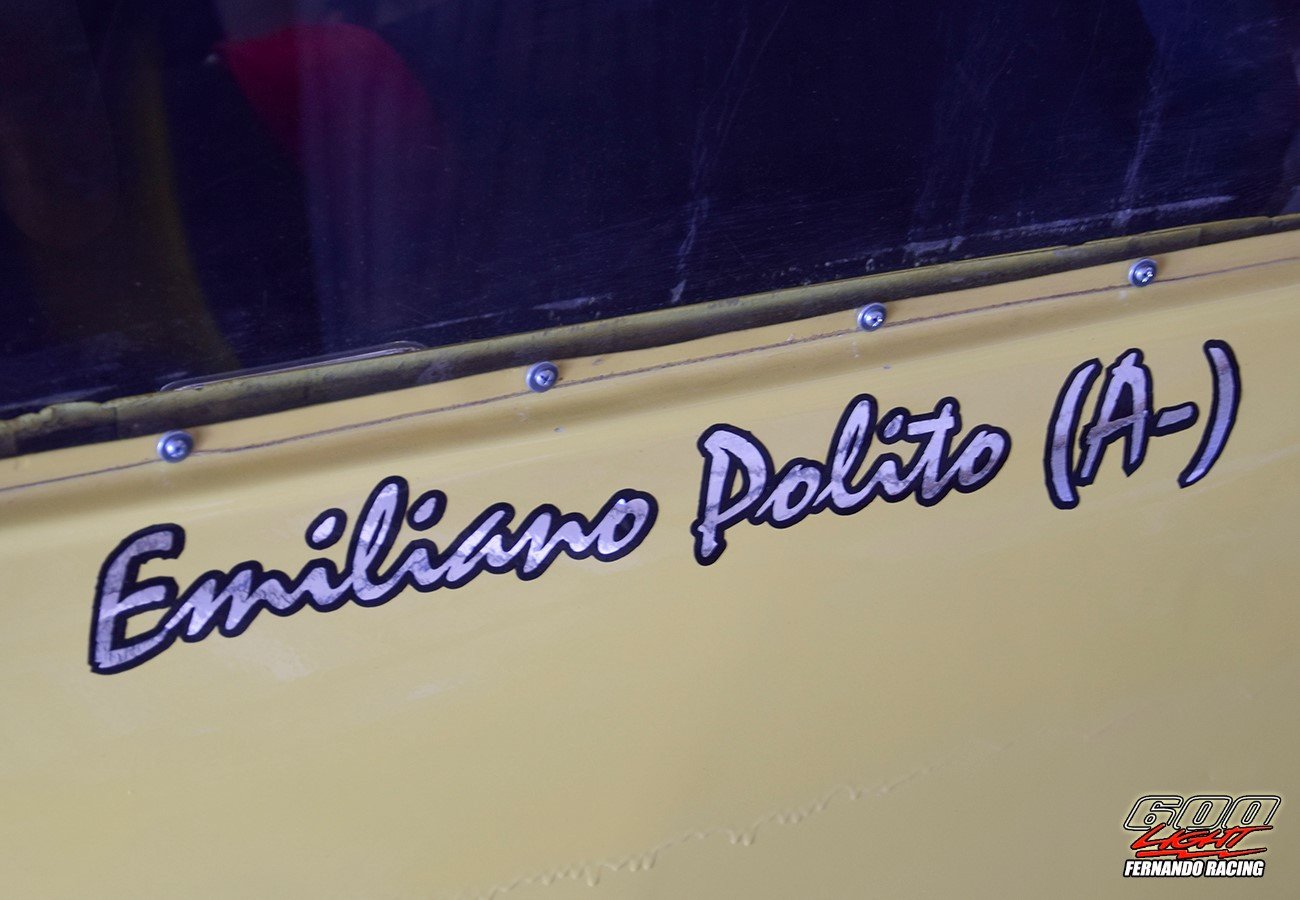 Emiliano Polito (A-)
600
LIGHT
FERNANDO RACING